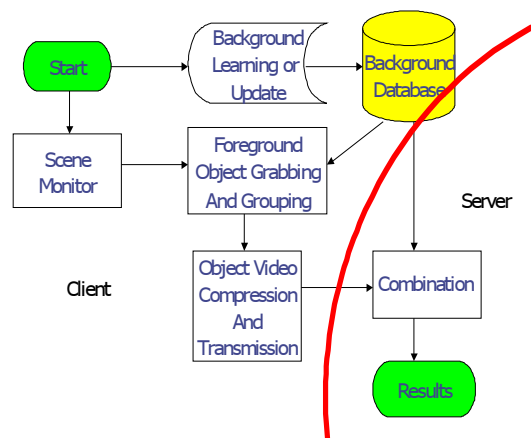 Start
Background
Learning or
Update
Background
Database
Scene
Monitor
Foreground
Object Grabbing
And Grouping
Server
Client
Object Video
Compression
And
Transmission
Combination
Results